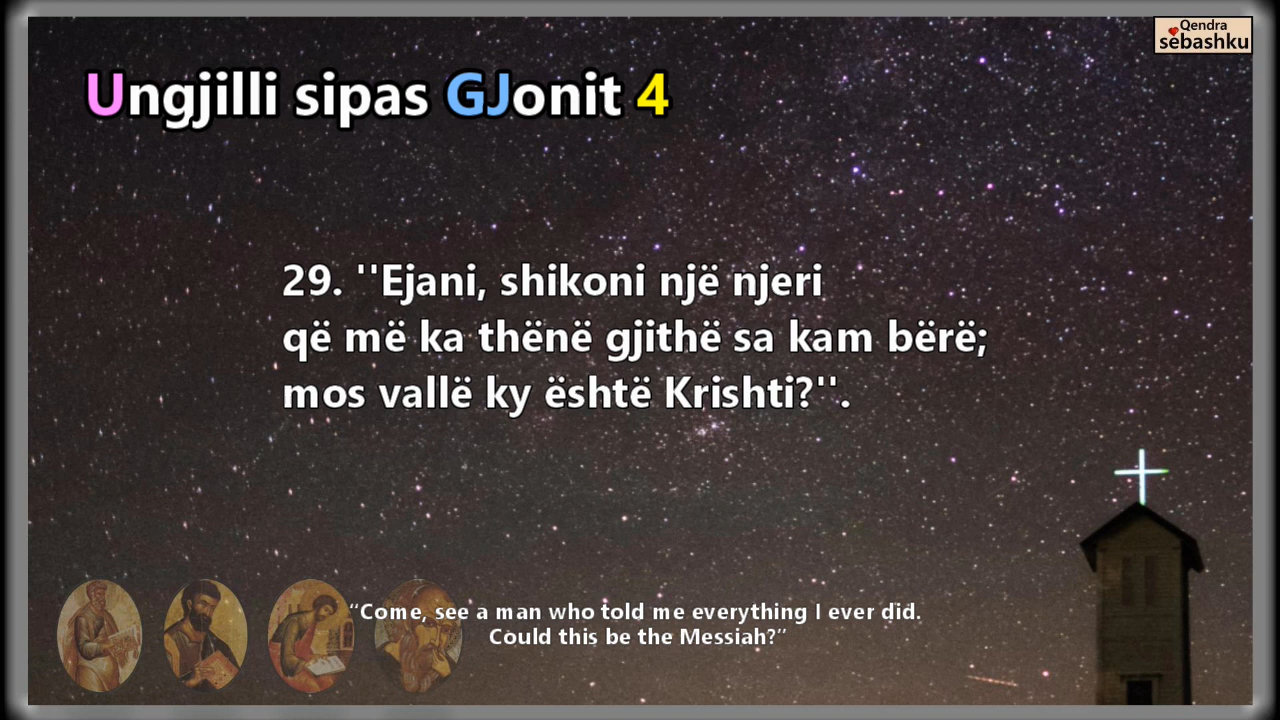 Qendra
sëbashku
Ungjilli sipas GJonit 4
29. ''Ejani, shikoni një njeri
që më ka thënë gjithë sa kam bërë;
mos vallë ky është Krishti?''.
“Come, see a man who told me everything I ever did.
Could this be the Messiah?”